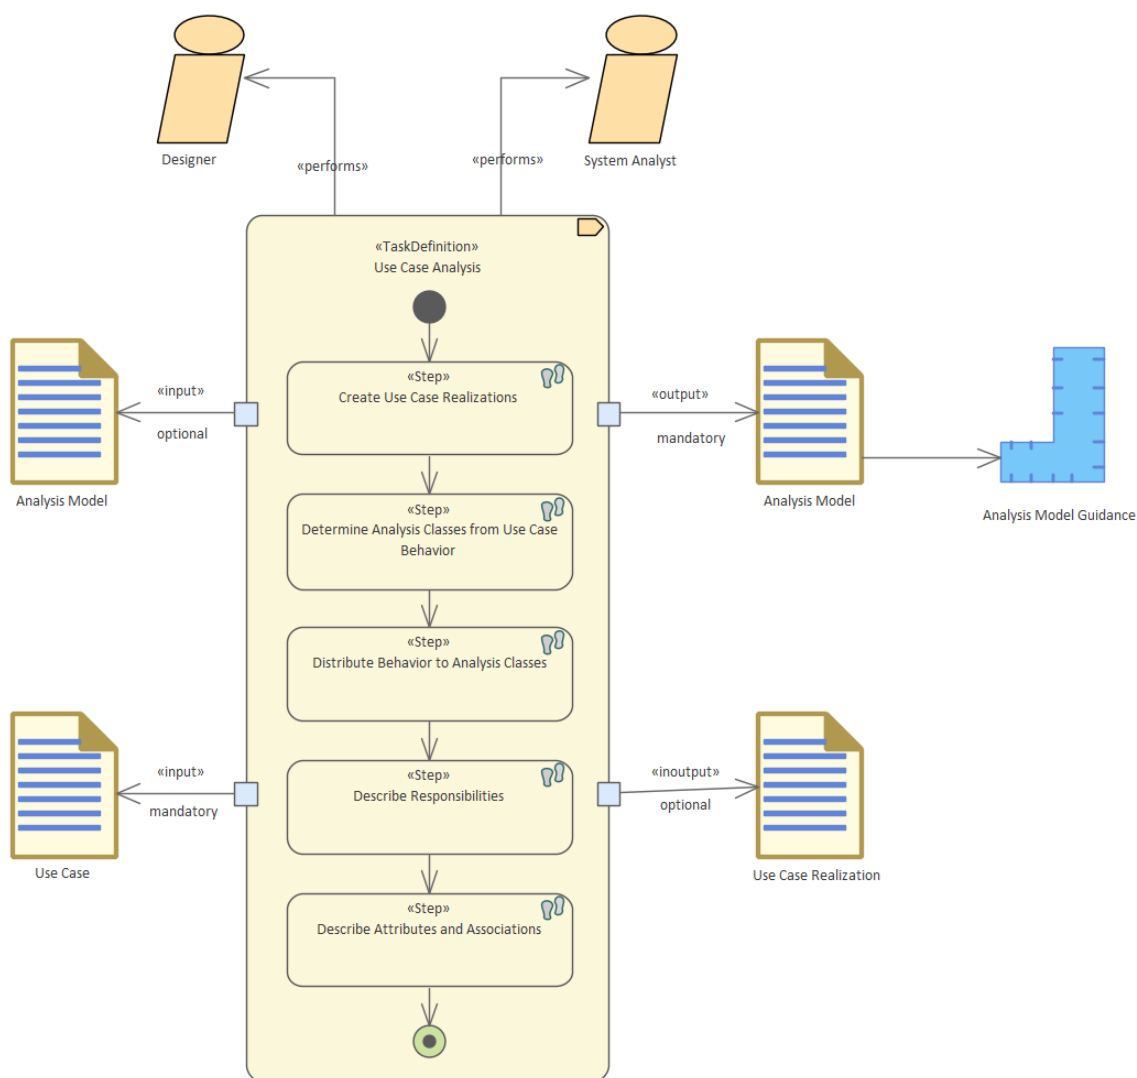 Designer
System Analyst
«performs»
«performs»
«TaskDefinition»
Use Case Analysis
«Step»
Create Use Case Realizations
«input»
optional
Analysis Model
«output»
mandatory
Analysis Model
Analysis Model Guidance
«Step»
Determine Analysis Classes from Use Case
Behavior
«Step»
Distribute Behavior to Analysis Classes
«Step»
Describe Responsibilities
«input»
mandatory
Use Case
«inoutput»
optional
Use Case Realization
«Step»
Describe Attributes and Associations